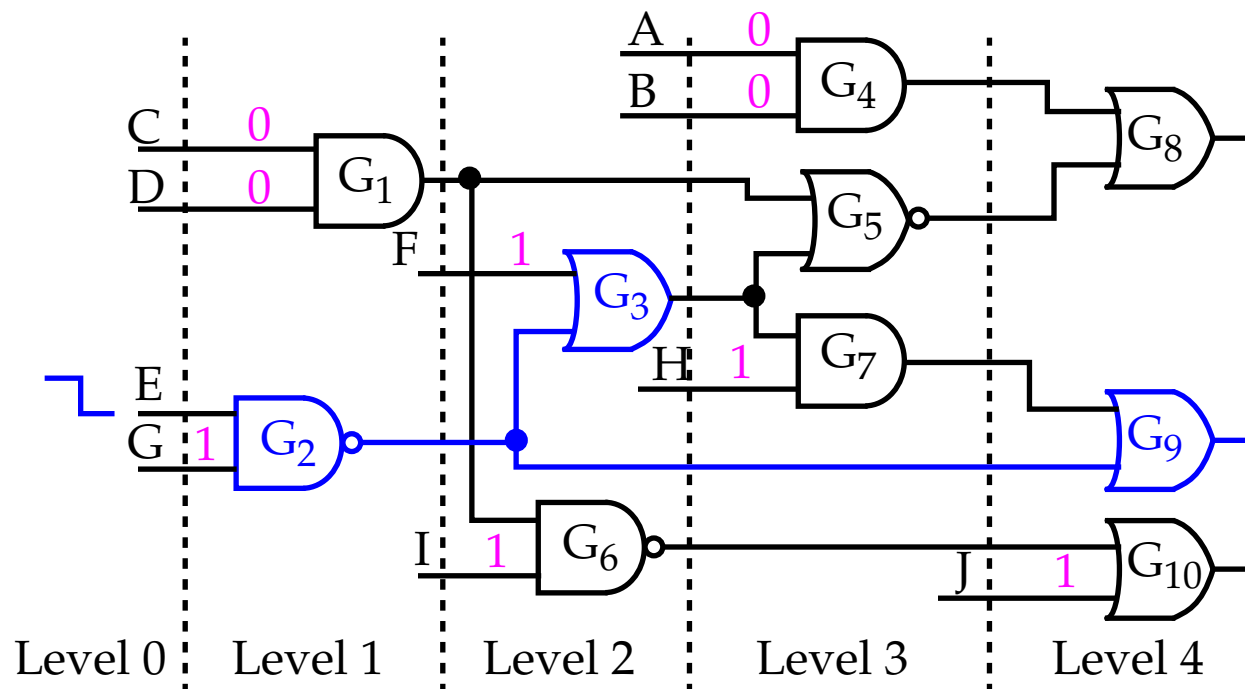 A 0
B 0
G4
C 0
D 0
G1
G8
G5
F 1
G3
H 1
G7
E
G 1
G2
G9
I 1
G6
J 1
G10
Level 0 Level 1 Level 2 Level 3 Level 4